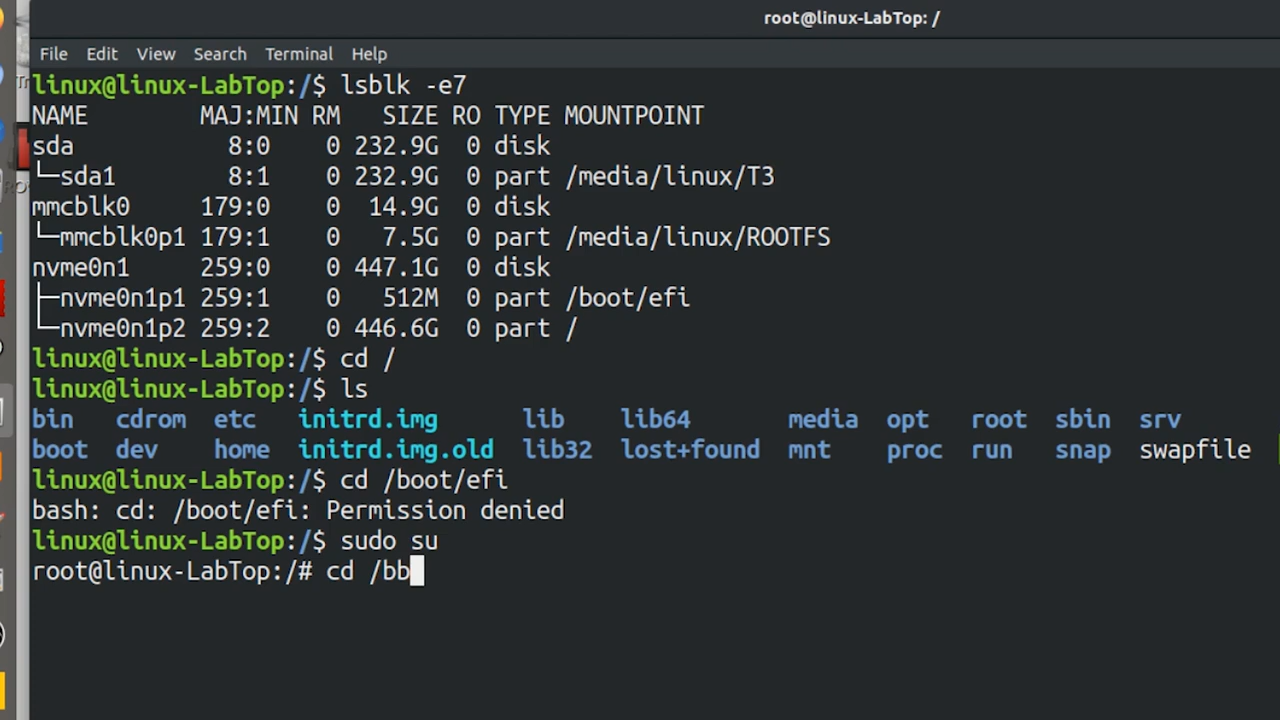 root@linux-LabTop: /
File Edit View Search Terminal Help
linux@linux-LabTop:/$ lsblk -e7
NAME MAJ:MIN RM SIZE RO TYPE MOUNTPOINT
sda 8:0 0 232.9G 0 disk
└─sda1 8:1 0 232.9G 0 part /media/linux/T3
mmcblk0 179:0 0 14.9G 0 disk
└─mmcblk0p1 179:1 0 7.5G 0 part /media/linux/ROOTFS
nvme0n1 259:0 0 447.1G 0 disk
├─nvme0n1p1 259:1 0 512M 0 part /boot/efi
└─nvme0n1p2 259:2 0 446.6G 0 part /
linux@linux-LabTop:/$ cd /
linux@linux-LabTop:/$ ls
bin cdrom etc initrd.img lib lib64 media opt root sbin srv
boot dev home initrd.img.old lib32 lost+found mnt proc run snap swapfile
linux@linux-LabTop:/$ cd /boot/efi
bash: cd: /boot/efi: Permission denied
linux@linux-LabTop:/$ sudo su
root@linux-LabTop:/# cd /bb